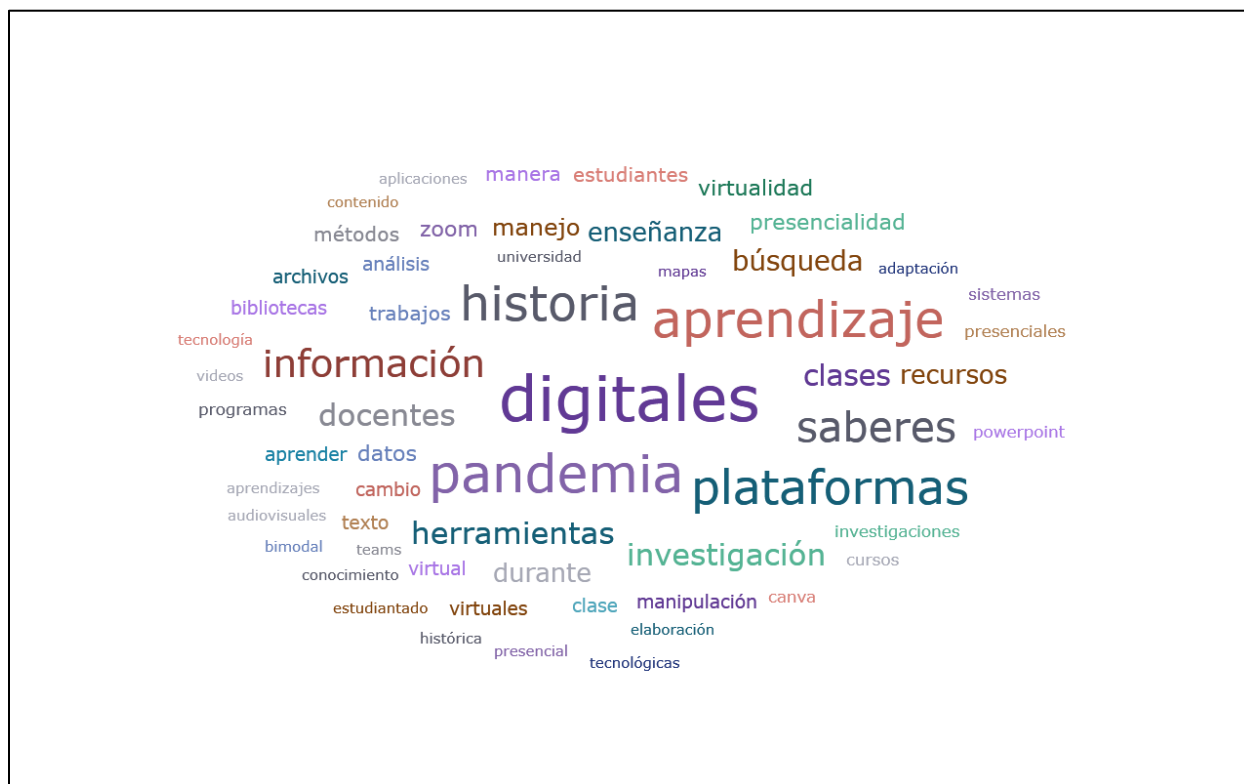 aplicaciones manera estudiantes virtualidad
contenido
métodos zoom manejo enseñanza presencialidad
archivos análisis universidad mapas búsqueda adaptación
bibliotecas trabajos historia aprendizaje sistemas
tecnología presenciales
videos información clases recursos
programas docentes digitales saberes powerpoint
aprender datos
aprendizajes cambio pandemia plataformas
audiovisuales texto herramientas investigaciones
bimodal teams investigación cursos
conocimiento virtual durante
estudiantado virtuales clase manipulación canva
histórica elaboración
presencial tecnológicas